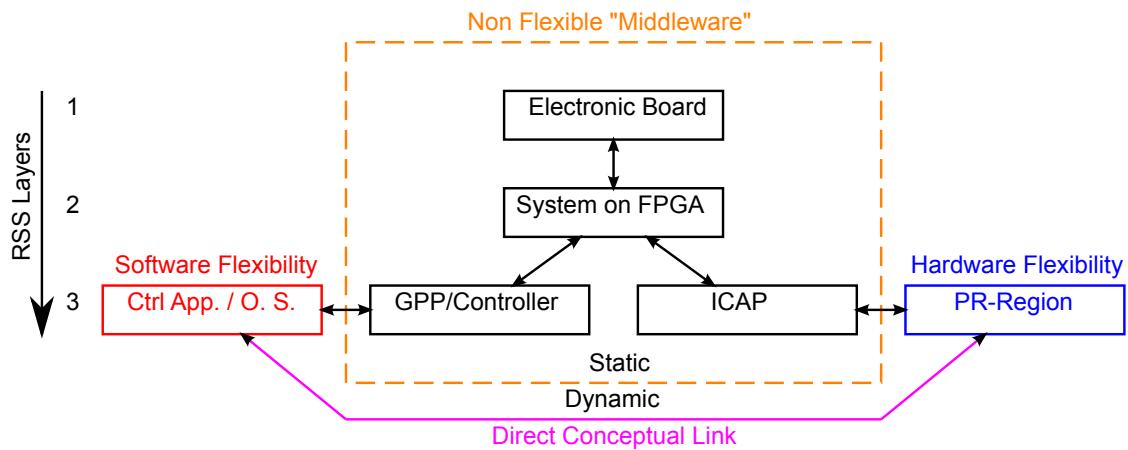 Non Flexible "Middleware"
RSS Layers
1
Electronic Board
2
System on FPGA
Software Flexibility
Hardware Flexibility
3
Ctrl App. / O. S.
GPP/Controller
ICAP
PR-Region
Static
Dynamic
Direct Conceptual Link